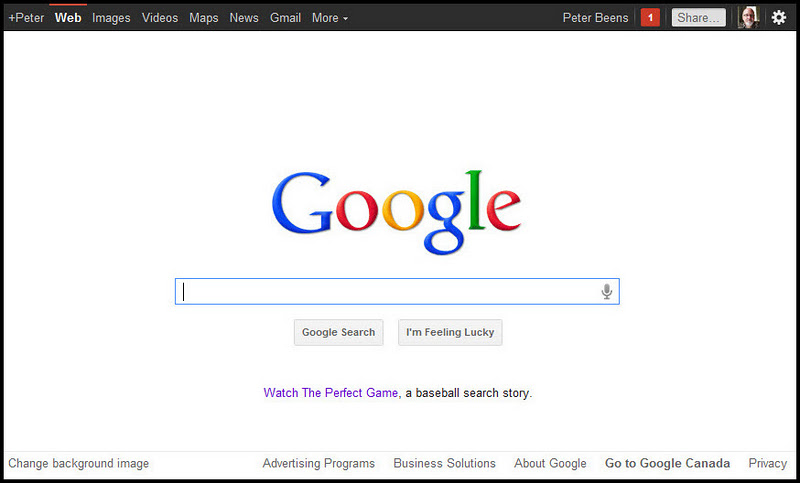 +Peter Web Images Videos Maps News Gmail More Peter Beens 1 Share...
Google
Google Search I'm Feeling Lucky
Watch The Perfect Game, a baseball search story.
Change background image Advertising Programs Business Solutions About Google Go to Google Canada Privacy